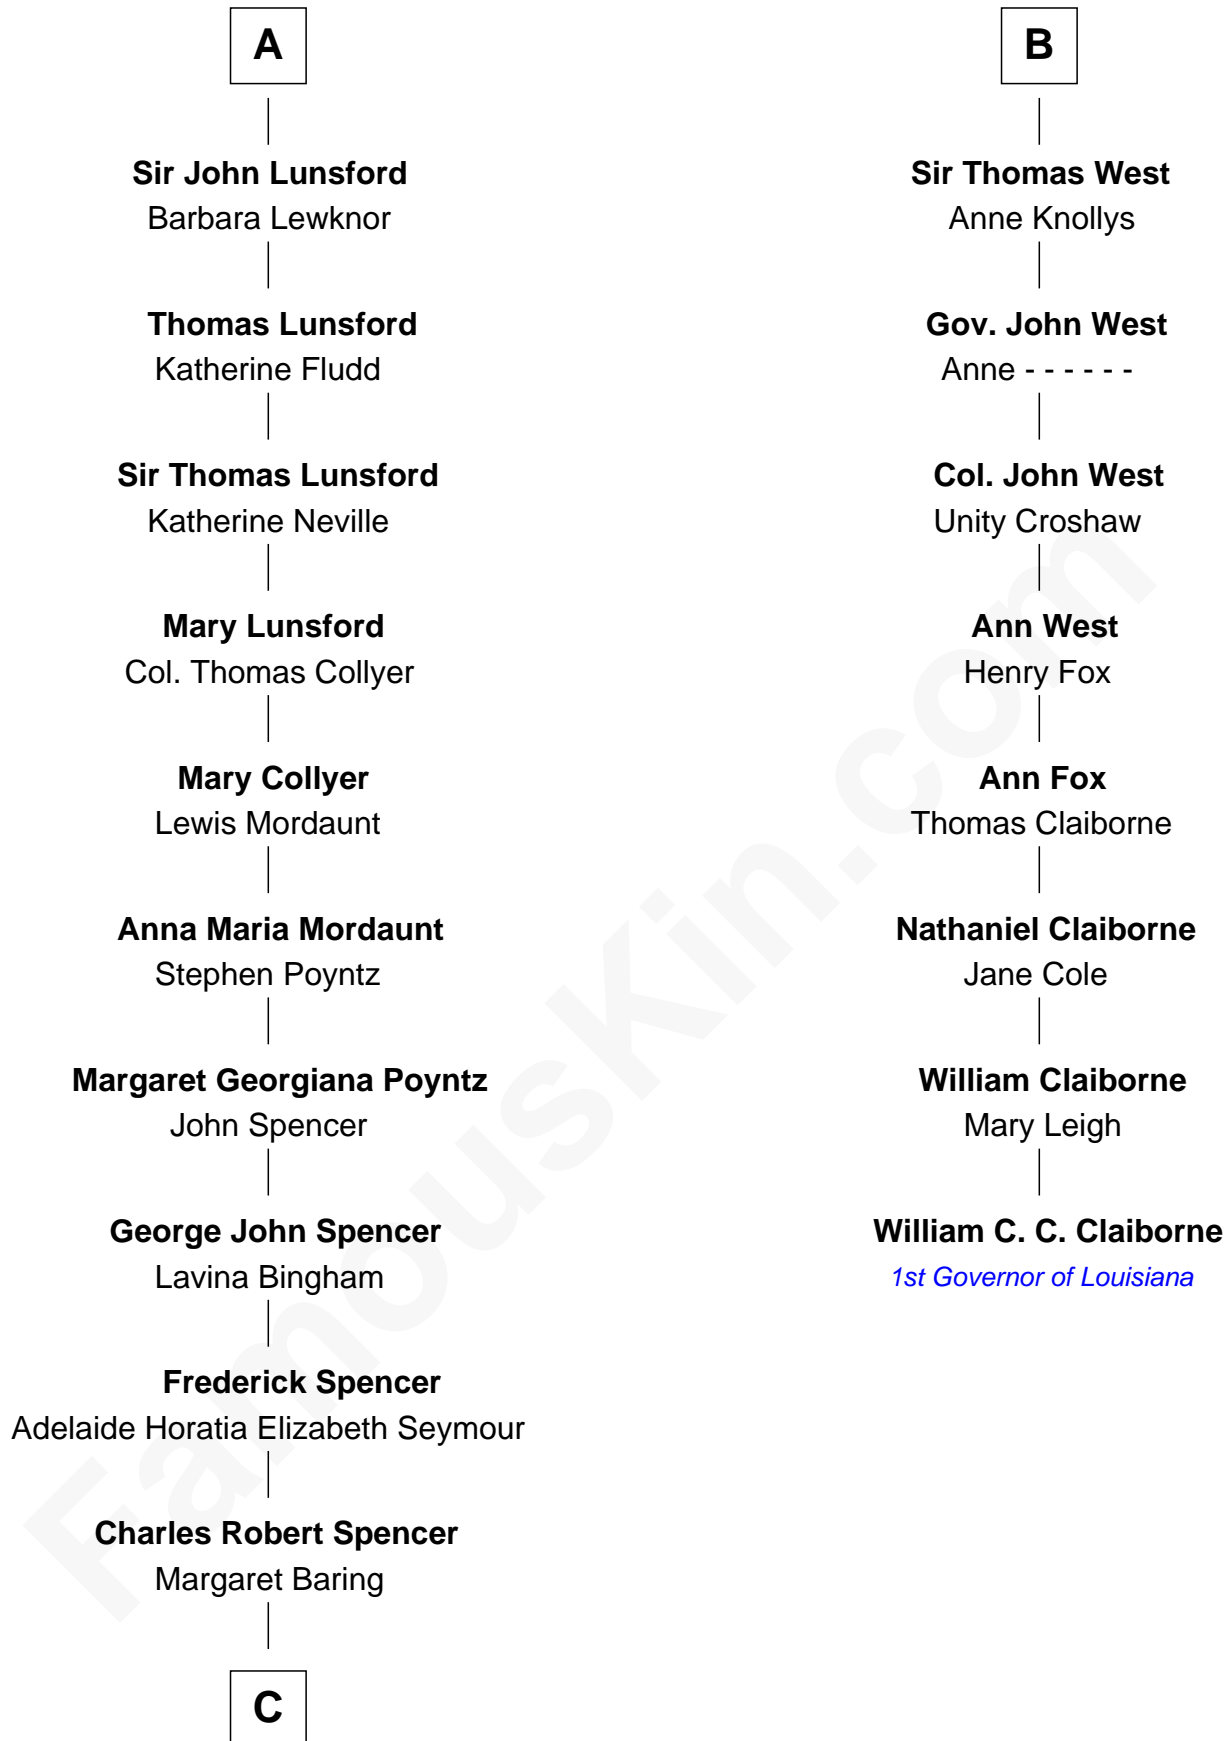 A
Sir John Lunsford
Barbara Lewknor
Thomas Lunsford
Katherine Fludd
Sir Thomas Lunsford
Katherine Neville
Mary Lunsford
Col. Thomas Collyer
Mary Collyer
Lewis Mordaunt
Anna Maria Mordaunt
Stephen Poyntz
Margaret Georgiana Poyntz
John Spencer
George John Spencer
Lavina Bingham
Frederick Spencer
Adelaide Horatia Elizabeth Seymour
Charles Robert Spencer
Margaret Baring
C
B
Sir Thomas West
Anne Knollys
Gov. John West
Anne - - - - - -
Col. John West
Unity Croshaw
Ann West
Henry Fox
Ann Fox
Thomas Claiborne
Nathaniel Claiborne
Jane Cole
William Claiborne
Mary Leigh
William C. C. Claiborne
1st Governor of Louisiana
FamousKin.com